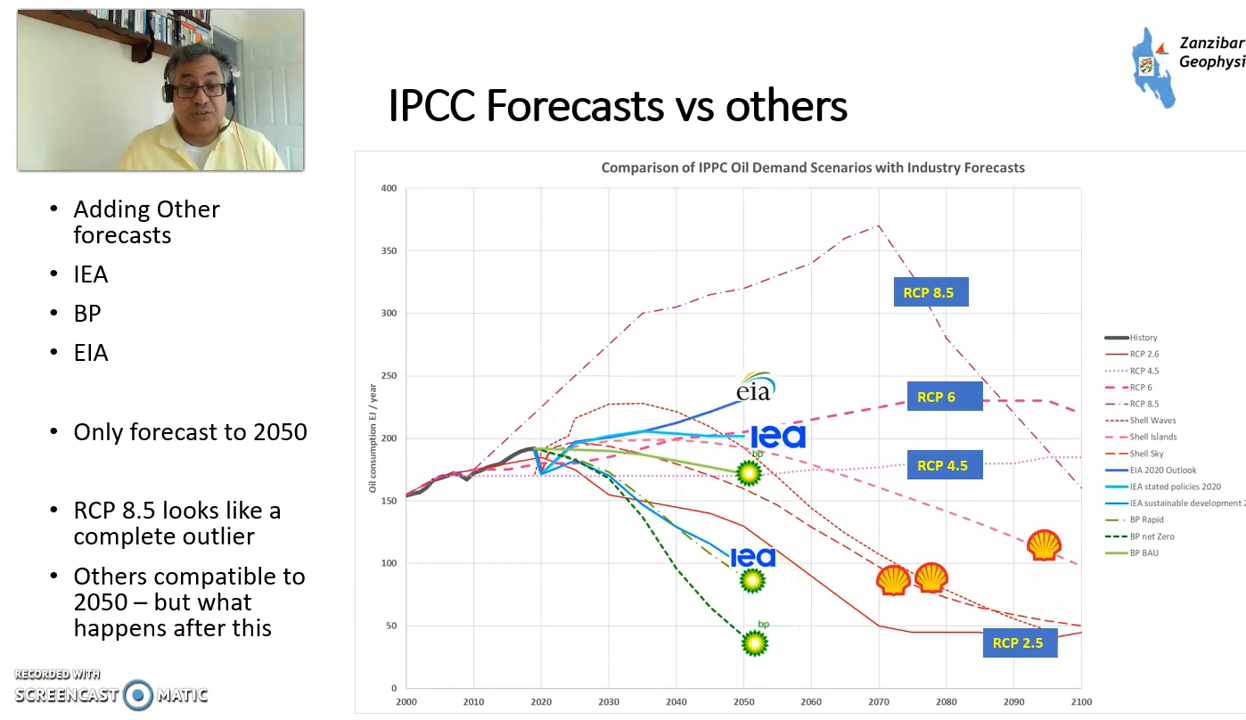 Zanzibar
Geophysi
IPCC Forecasts vs others
• Adding Other
forecasts
• IEA
• BP
• EIA
• Only forecast to 2050
• RCP 8.5 looks like a
complete outlier
• Others compatible to
2050 – but what
happens after this
RECORDED WITH
SCREENCAST MATIC
Comparison of IPPC Oil Demand Scenarios with Industry Forecasts
Oil consumption EJ / year
400
350
300
250
200
150
100
50
0
2000 2010 2020 2030 2040 2050 2060 2070 2080 2090 2100
RCP 8.5
eia
RCP 6
iea
bp
RCP 4.5
iea
bp
RCP 2.5
History
RCP 2.6
RCP 4.5
RCP 6
RCP 8.5
Shell Waves
Shell Islands
Shell Sky
EIA 2020 Outlook
IEA stated policies 2020
IEA sustainable development 2
BP Rapid
BP net Zero
BP BAU